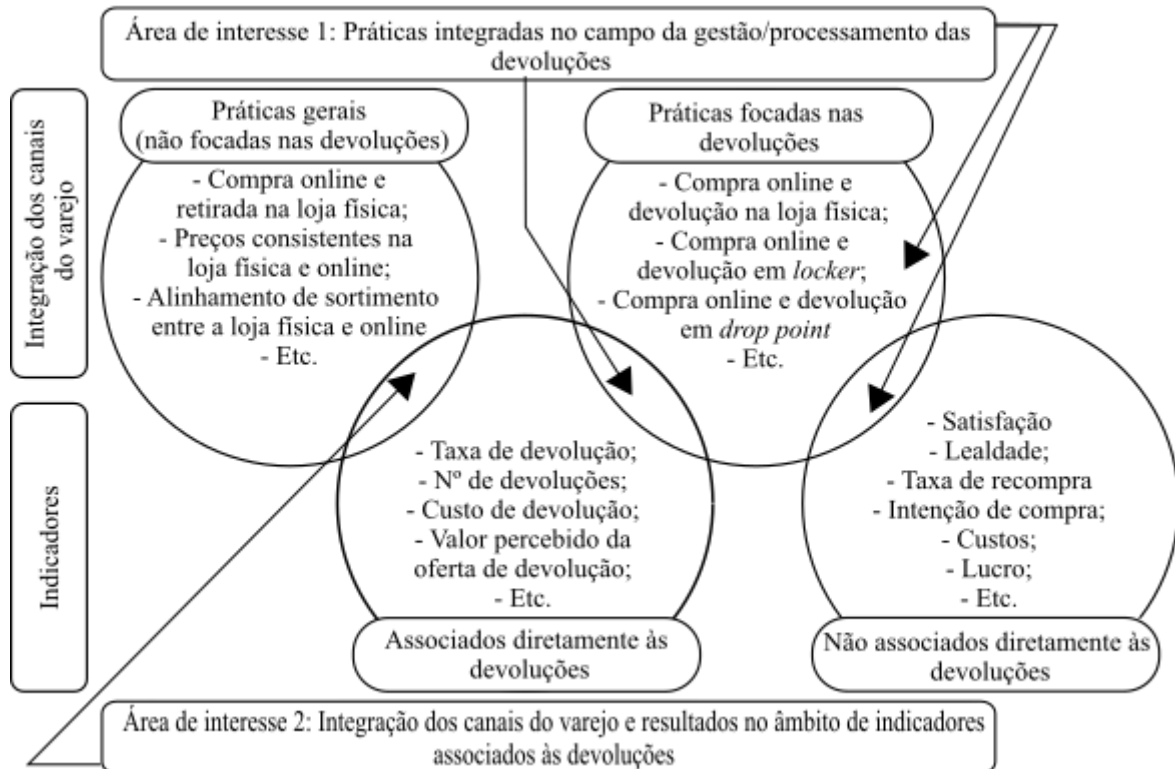 Área de interesse 1: Práticas integradas no campo da gestão/processamento das
devoluções
Integração dos canais
do varejo
Práticas gerais
(não focadas nas devoluções)
- Compra online e
retirada na loja física;
- Preços consistentes na
loja física e online;
- Alinhamento de sortimento
entre a loja física e online
- Etc.
Práticas focadas nas
devoluções
- Compra online e
devolução na loja física;
- Compra online e
devolução em locker;
- Compra online e devolução
em drop point
- Etc.
Indicadores
- Taxa de devolução;
- Nº de devoluções;
- Custo de devolução;
- Valor percebido da
oferta de devolução;
- Etc.
Associados diretamente às
devoluções
- Satisfação
- Lealdade;
- Taxa de recompra
- Intenção de compra;
- Custos;
- Lucro;
- Etc.
Não associados diretamente às
devoluções
Área de interesse 2: Integração dos canais do varejo e resultados no âmbito de indicadores
associados às devoluções